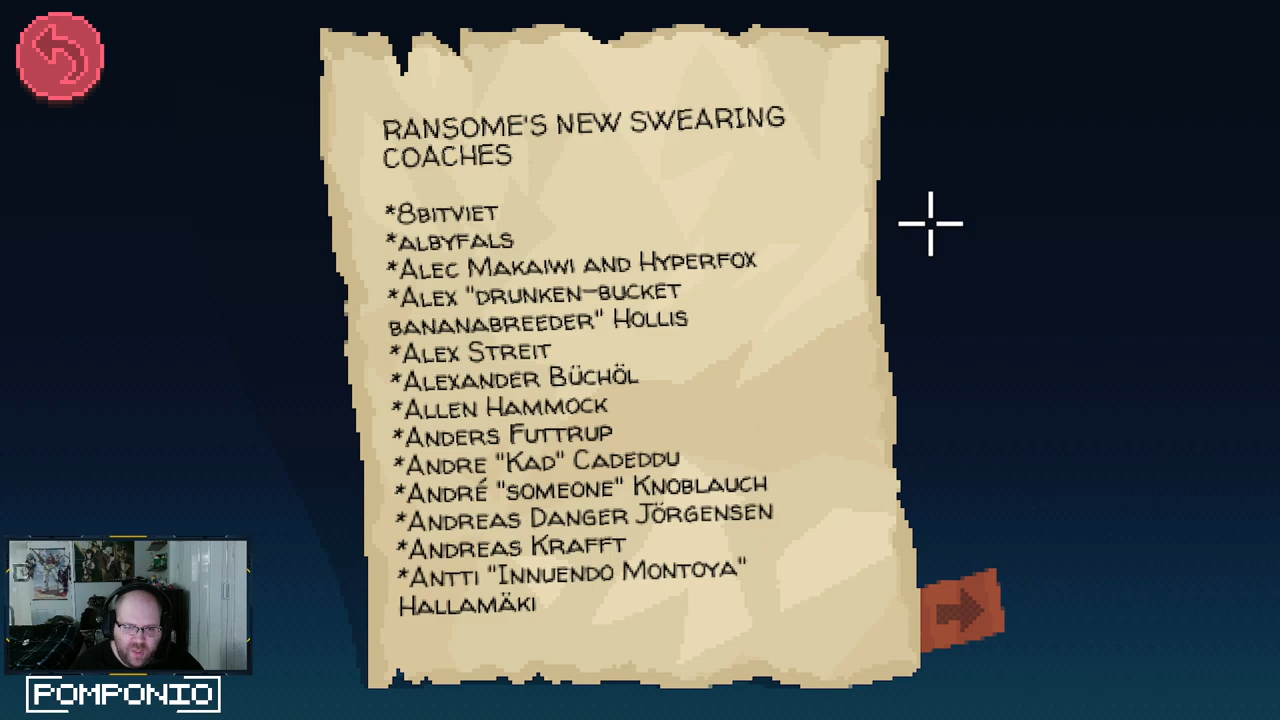 RANSOME'S NEW SWEARING
COACHES
*8BITVIET
*ALBYFALS
*ALEC MAKAIWI AND HYPERFOX
*ALEX "DRUNKEN-BUCKET
BANANABREEDER" HOLLIS
*ALEX STREIT
*ALEXANDER BÜCHÖL
*ALLEN HAMMOCK
*ANDERS FUTTRUP
*ANDRE "KAD" CADEDDU
*ANDRÉ "SOMEONE" KNOBLAUCH
*ANDREAS DANGER JÖRGENSEN
*ANDREAS KRAFFT
*ANTTI "INNUENDO MONTOYA"
HALLAMÄKI
POMPONIO